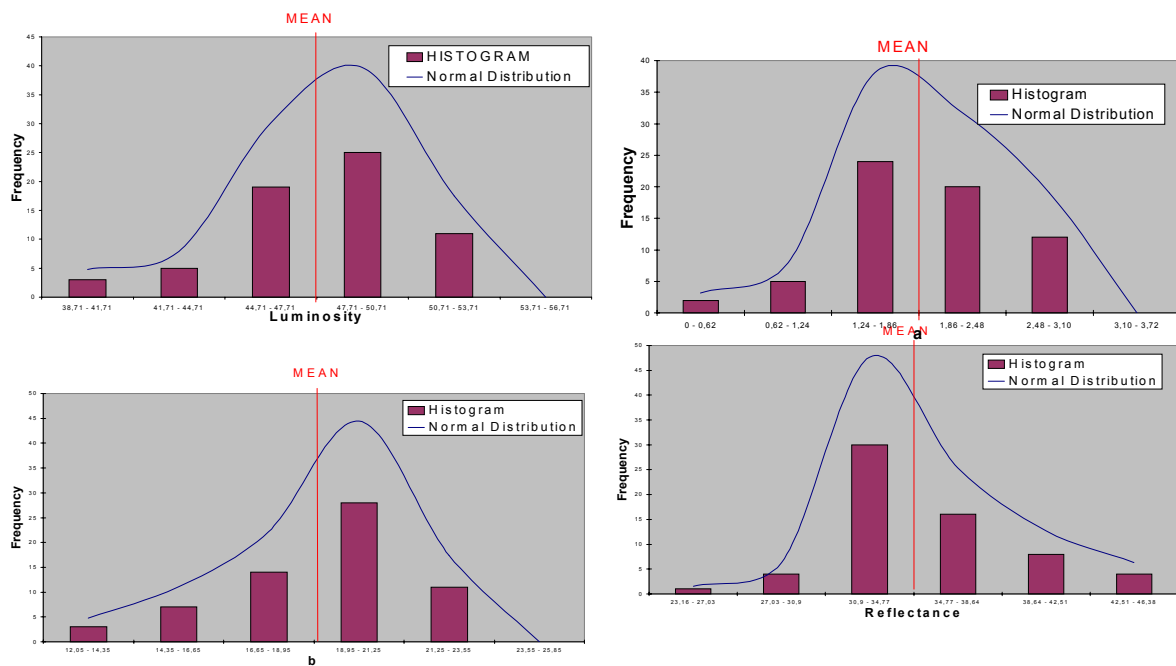 MEAN
45
40
35
30
25
20
15
10
5
0
Frequency
HISTOGRAM
Normal Distribution
38,71 - 41,71 41,71 - 44,71 44,71 - 47,71 47,71 - 50,71 50,71 - 53,71 53,71 - 56,71
Luminosity
MEAN
40
35
30
25
20
15
10
5
0
Frequency
Histogram
Normal Distribution
0 - 0,62 0,62 - 1,24 1,24 - 1,86 1,86 - 2,48 2,48 - 3,10 3,10 - 3,72
a
MEAN
50
45
40
35
30
25
20
15
10
5
0
Frequency
Histogram
Normal Distribution
12,05 - 14,35 14,35 - 16,65 16,65 - 18,95 18,95 - 21,25 21,25 - 23,55 23,55 - 25,85
b
MEAN
50
45
40
35
30
25
20
15
10
5
0
Frequency
Histogram
Normal Distribution
23,16 - 27,03 27,03 - 30,9 30,9 - 34,77 34,77 - 38,64 38,64 - 42,51 42,51 - 46,38
Reflectance